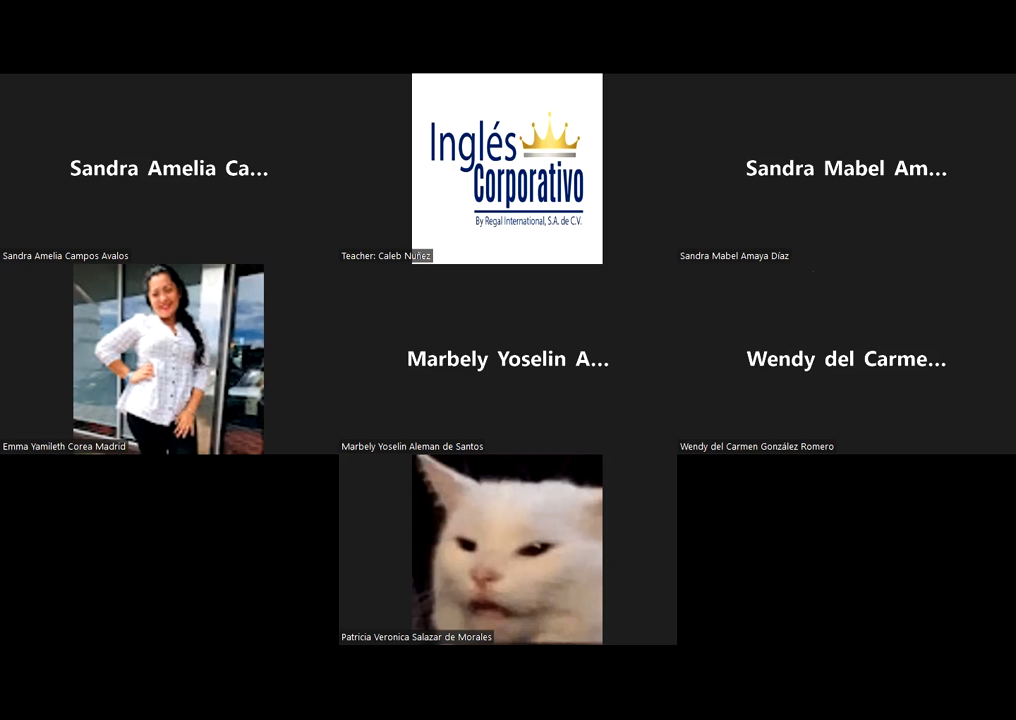 Sandra Amelia Ca...
Sandra Amelia Campos Avalos
Inglés
Corporativo
By Regal International, S.A. de C.V.
Teacher: Caleb Nuñez
Sandra Mabel Am...
Sandra Mabel Amaya Díaz
Emma Yamileth Corea Madrid
Marbely Yoselin A...
Marbely Yoselin Aleman de Santos
Wendy del Carme...
Wendy del Carmen González Romero
Patricia Veronica Salazar de Morales